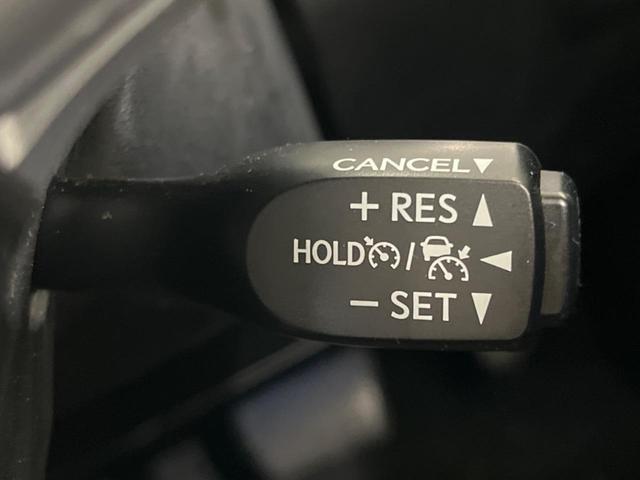 CANCEL▼
+ RES ▲
HOLD / ◀
− SET ▼